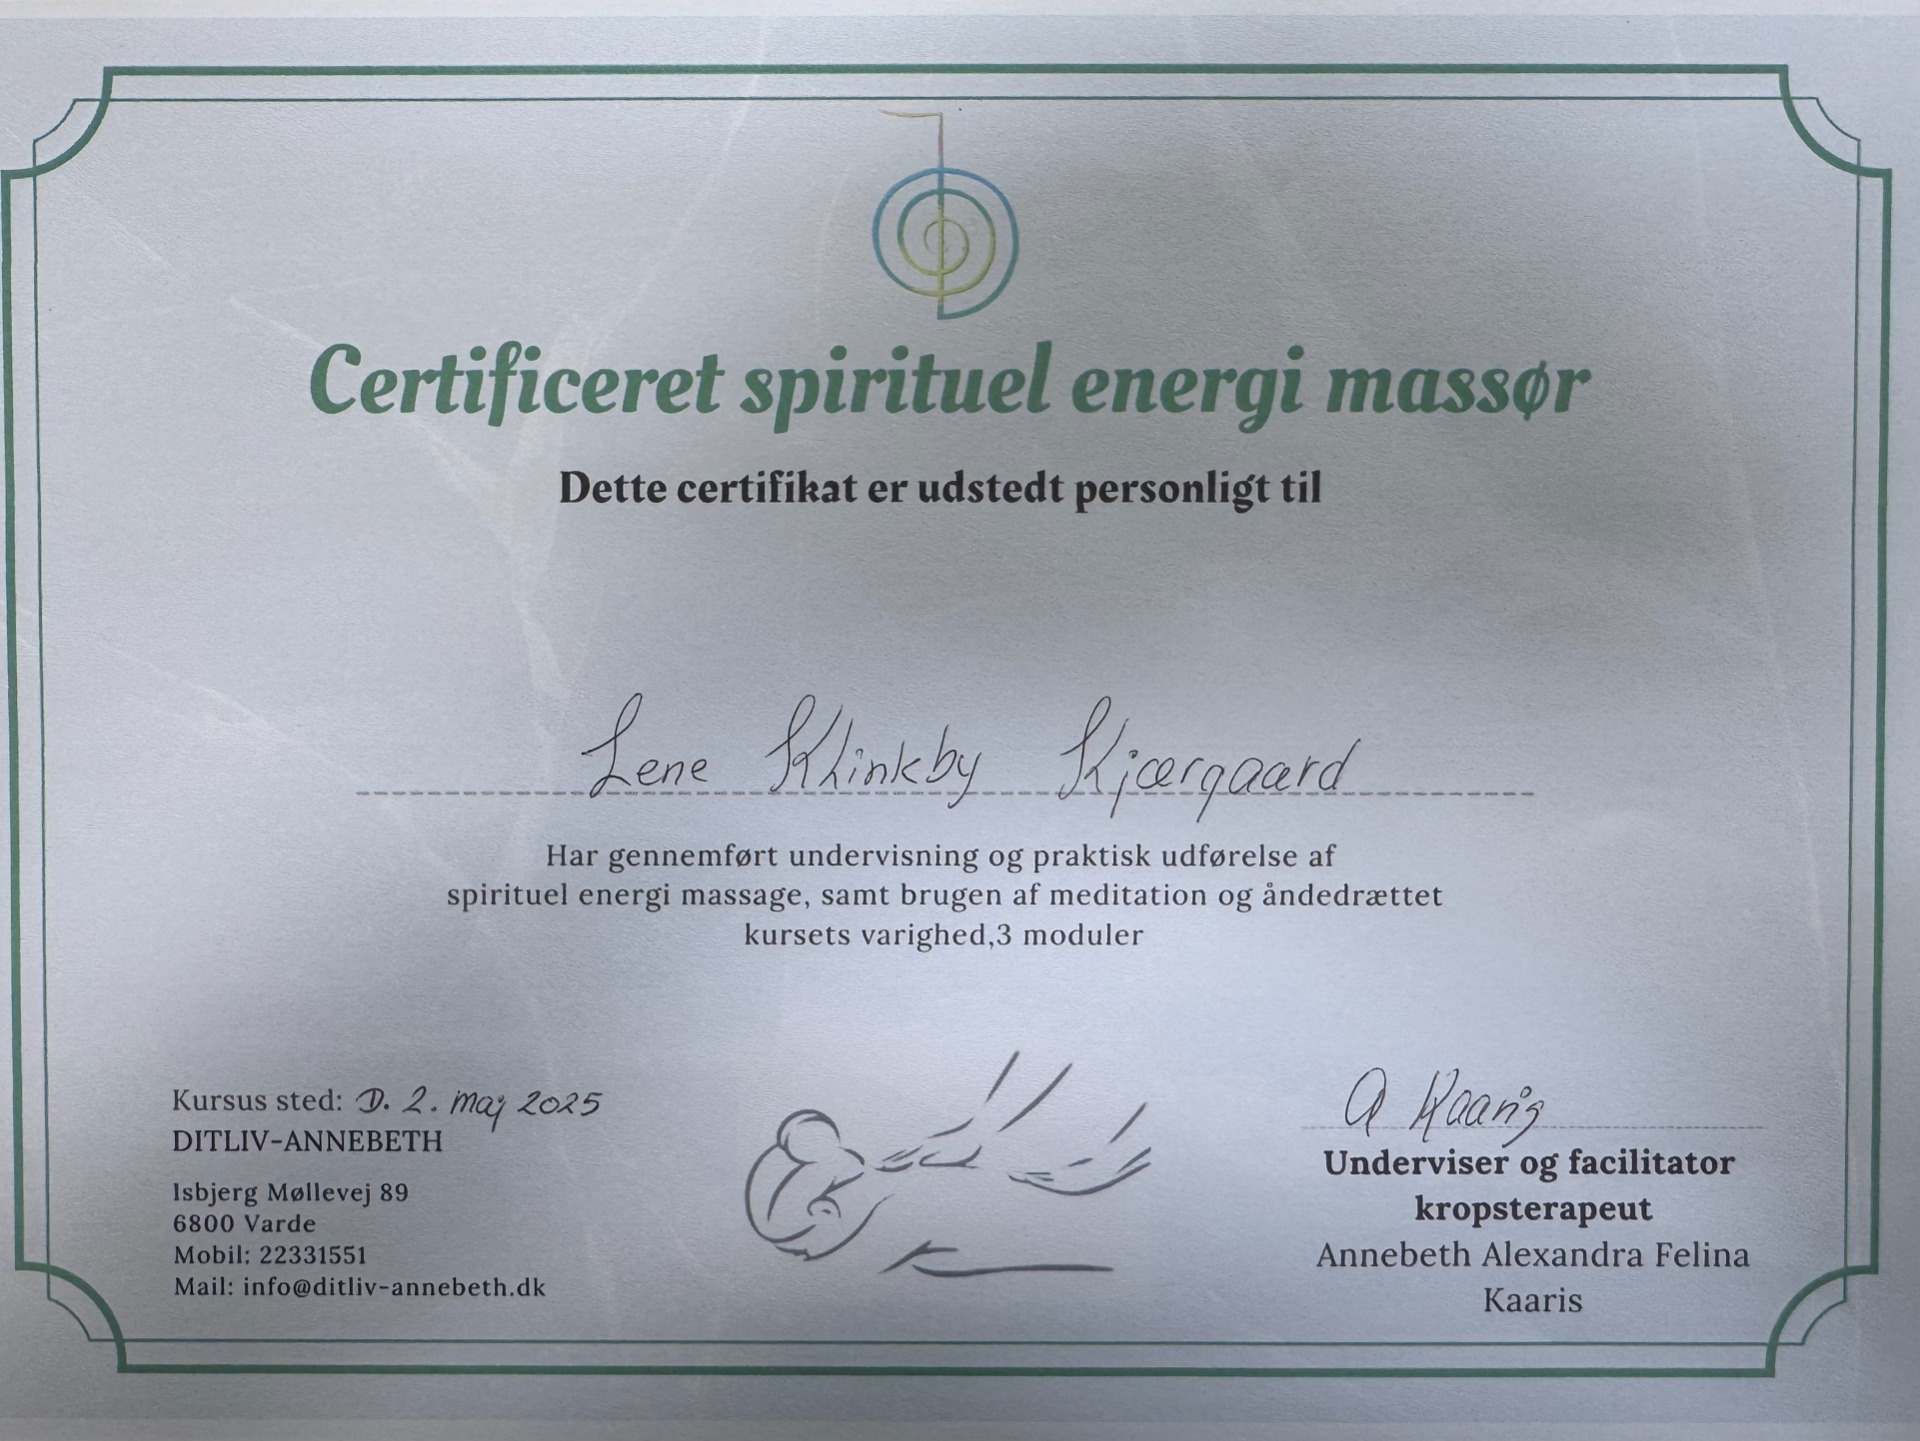 Certificeret spirituel energi massør
Dette certifikat er udstedt personligt til
Lene Klinkby Kjærgaard
Har gennemført undervisning og praktisk udførelse af
spirituel energi massage, samt brugen af meditation og åndedrættet
kursets varighed,3 moduler
Kursus sted: D. 2. maj 2025
DITLIV-ANNEBETH
Isbjerg Møllevej 89
6800 Varde
Mobil: 22331551
Mail: info@ditliv-annebeth.dk
A Kaaris
Underviser og facilitator
kropsterapeut
Annebeth Alexandra Felina
Kaaris